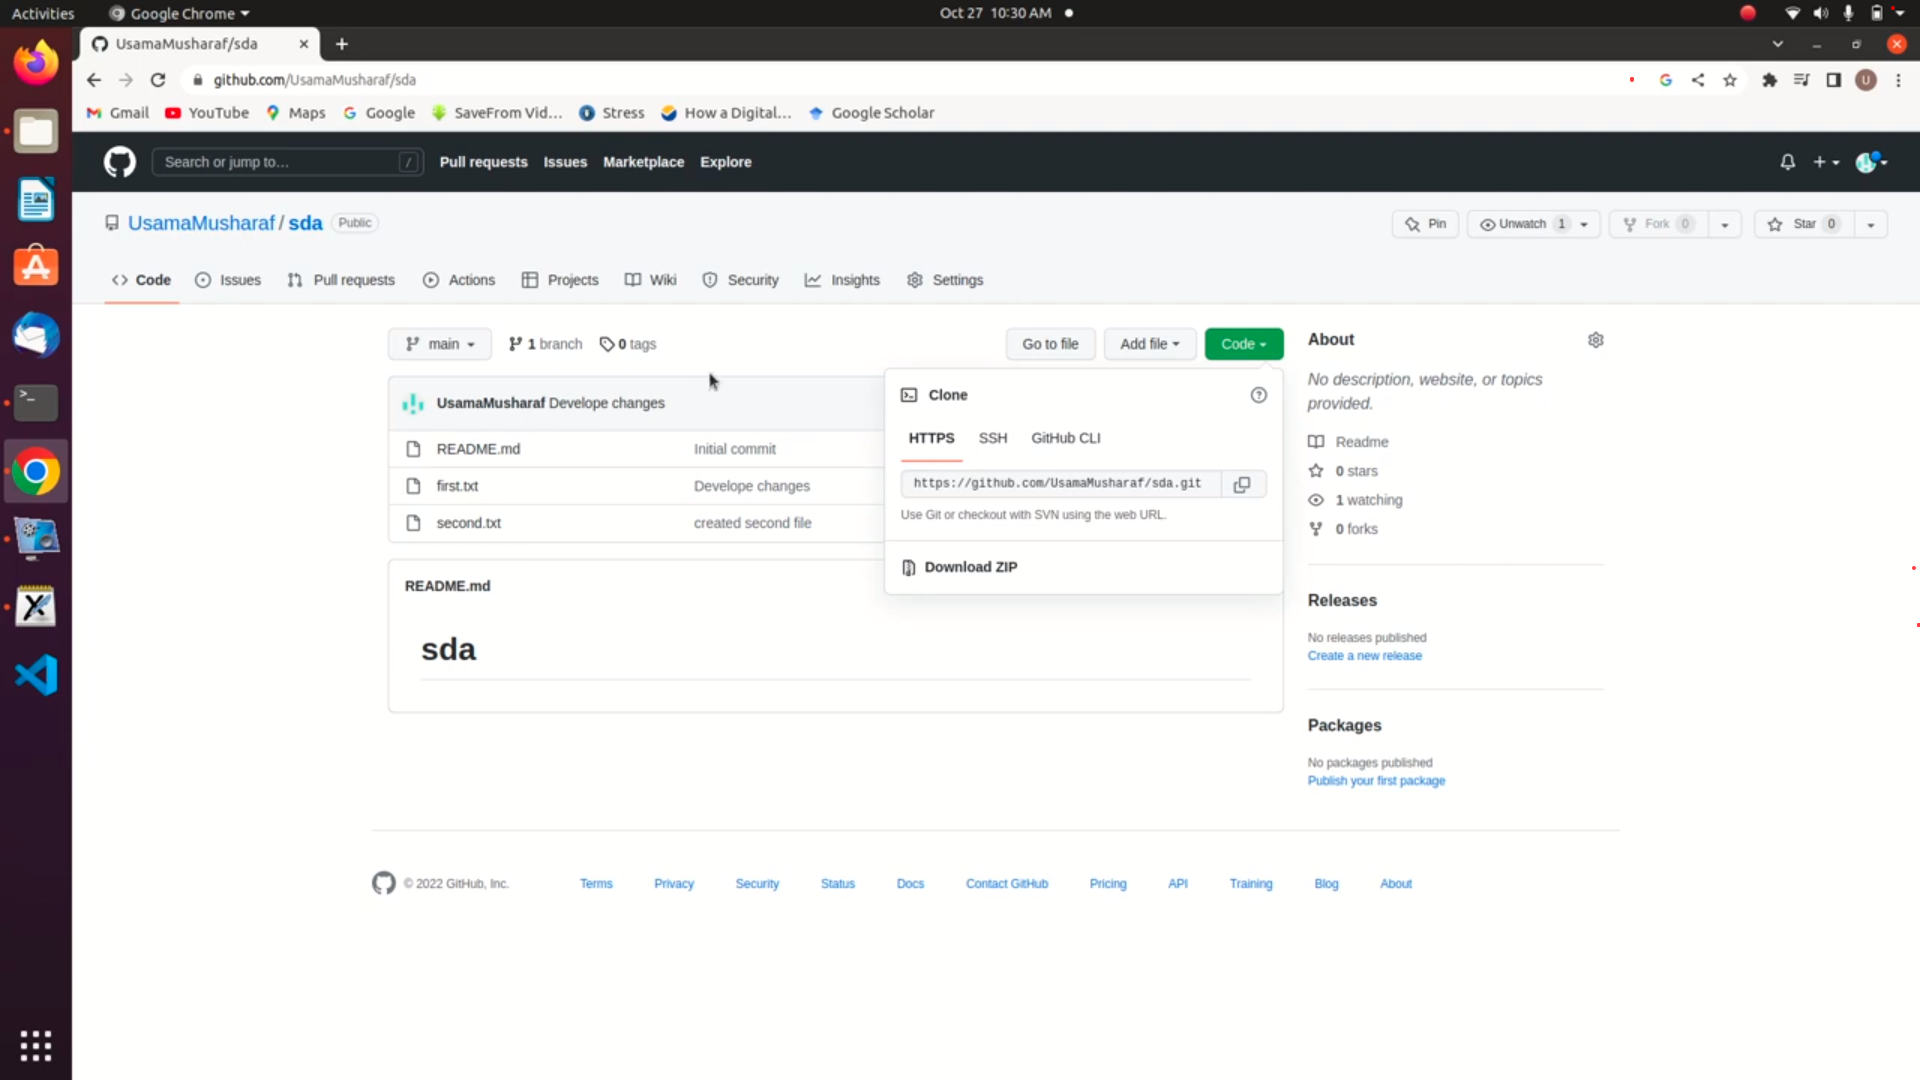 Activities Google Chrome Oct 27 10:30 AM
UsamaMusharaf/sda
github.com/UsamaMusharaf/sda U
Gmail YouTube Maps Google SaveFrom Vid... Stress How a Digital... Google Scholar
Search or jump to... / Pull requests Issues Marketplace Explore
UsamaMusharaf / sda Public Pin Unwatch 1 Fork 0 Star 0
Code Issues Pull requests Actions Projects Wiki Security Insights Settings
main 1 branch 0 tags Go to file Add file Code
UsamaMusharaf Develope changes
README.md Initial commit
first.txt Develope changes
second.txt created second file
Clone
HTTPS SSH GitHub CLI
https://github.com/UsamaMusharaf/sda.git
Use Git or checkout with SVN using the web URL.
Download ZIP
README.md
sda
About
No description, website, or topics
provided.
Readme
0 stars
1 watching
0 forks
Releases
No releases published
Create a new release
Packages
No packages published
Publish your first package
© 2022 GitHub, Inc. Terms Privacy Security Status Docs Contact GitHub Pricing API Training Blog About